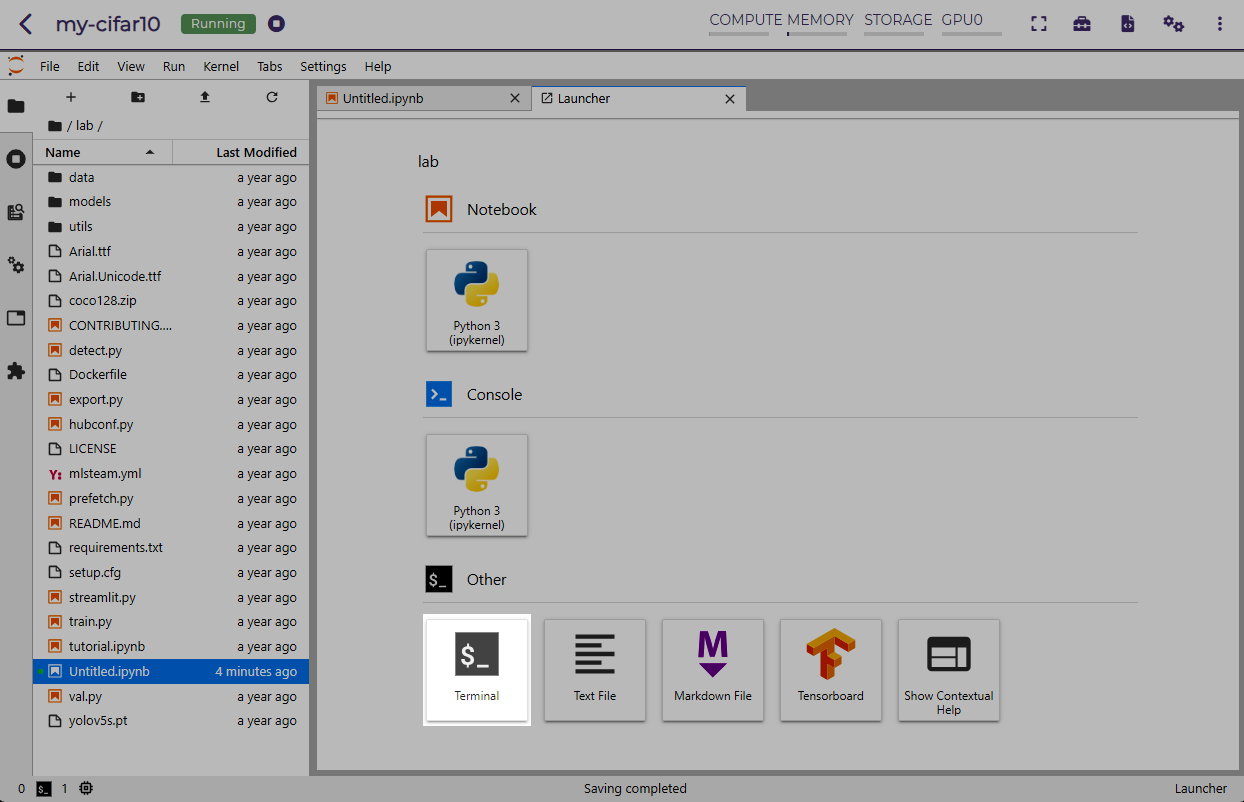 my-cifar10 Running COMPUTE MEMORY STORAGE GPU0
File Edit View Run Kernel Tabs Settings Help
Untitled.ipynb Launcher
/ lab /
Name Last Modified
data a year ago
models a year ago
utils a year ago
Arial.ttf a year ago
Arial.Unicode.ttf a year ago
coco128.zip a year ago
CONTRIBUTING.... a year ago
detect.py a year ago
Dockerfile a year ago
export.py a year ago
hubconf.py a year ago
LICENSE a year ago
Y: mlsteam.yml a year ago
prefetch.py a year ago
README.md a year ago
requirements.txt a year ago
setup.cfg a year ago
streamlit.py a year ago
train.py a year ago
tutorial.ipynb a year ago
Untitled.ipynb 4 minutes ago
val.py a year ago
yolov5s.pt a year ago
lab
Notebook
Python 3
(ipykernel)
Console
Python 3
(ipykernel)
$_ Other
$_
Terminal
Text File
M
Markdown File
Tensorboard
Show Contextual
Help
0 $_ 1 Saving completed Launcher